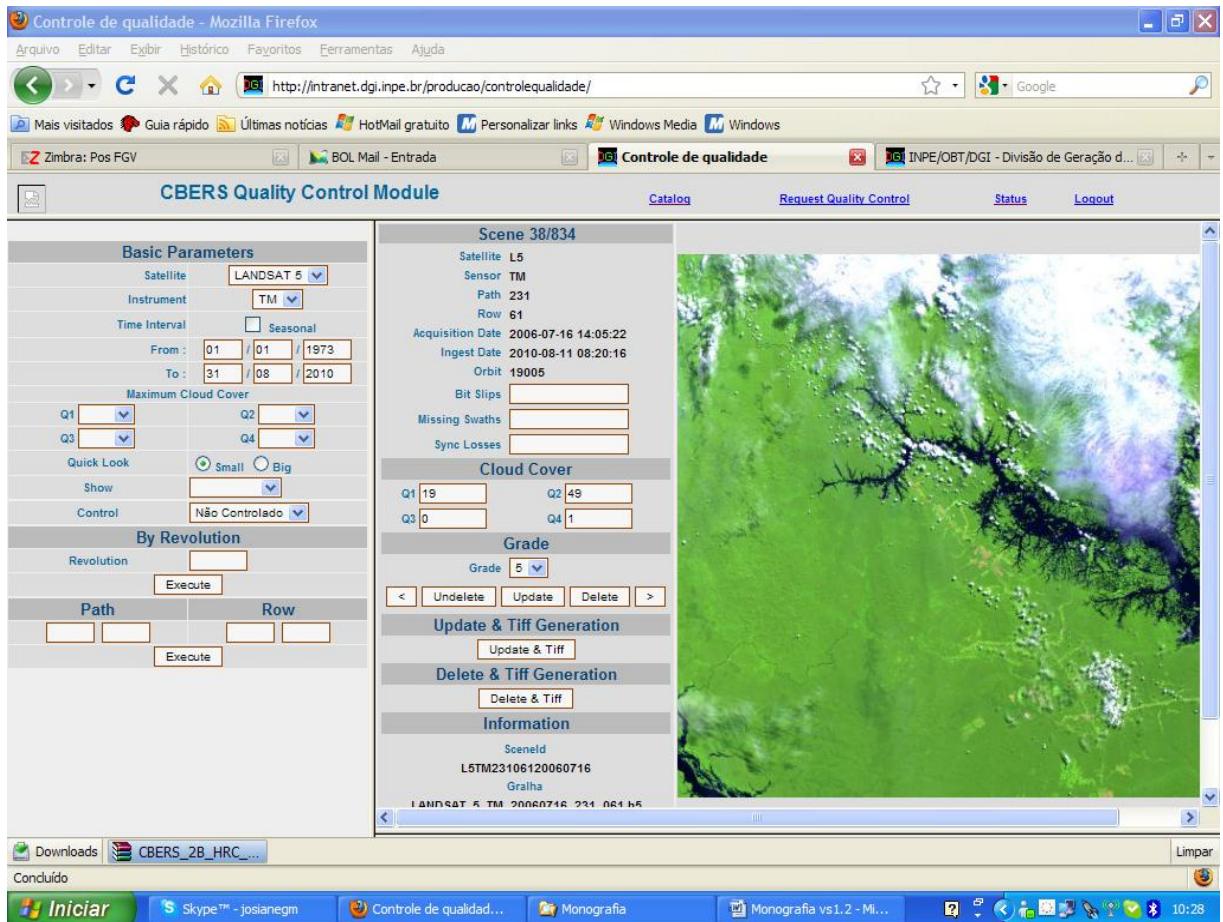 Controle de qualidade - Mozilla Firefox
Arquivo Editar Exibir Histórico Favoritos Ferramentas Ajuda
http://intranet.dgi.inpe.br/producao/controlequalidade/
Google
Mais visitados Guia rápido Últimas notícias HotMail gratuito Personalizar links Windows Media Windows
Zimbra: Pos FGV
BOL Mail - Entrada
Controle de qualidade
INPE/OBT/DGI - Divisão de Geração d...
CBERS Quality Control Module
Catalog Request Quality Control Status Logout
Basic Parameters
Satellite LANDSAT 5
Instrument TM
Time Interval Seasonal
From : 01 / 01 / 1973
To : 31 / 08 / 2010
Maximum Cloud Cover
Q1 Q2
Q3 Q4
Quick Look Small Big
Show
Control Não Controlado
By Revolution
Revolution
Execute
Path Row
Execute
Scene 38/834
Satellite L5
Sensor TM
Path 231
Row 61
Acquisition Date 2006-07-16 14:05:22
Ingest Date 2010-08-11 08:20:16
Orbit 19005
Bit Slips
Missing Swaths
Sync Losses
Cloud Cover
Q1 19 Q2 49
Q3 0 Q4 1
Grade
Grade 5
< Undelete Update Delete >
Update & Tiff Generation
Update & Tiff
Delete & Tiff Generation
Delete & Tiff
Information
SceneId
L5TM23106120060716
Gralha
LANDSAT_5_TM_20060716_231_061.h5
Downloads CBERS_2B_HRC_... Limpar
Concluído
Iniciar Skype™ - josianegm Controle de qualidad... Monografia Monografia vs1.2 - Mi... 10:28